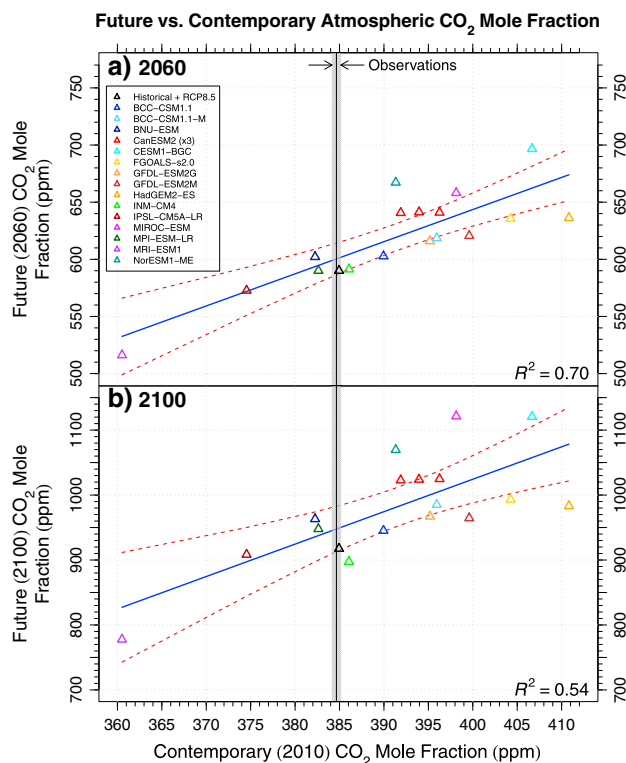 Future vs. Contemporary Atmospheric CO2 Mole Fraction
a) 2060
Observations
Historical + RCP8.5
BCC−CSM1.1
BCC−CSM1.1−M
BNU−ESM
CanESM2 (x3)
CESM1−BGC
FGOALS−s2.0
GFDL−ESM2G
GFDL−ESM2M
HadGEM2−ES
INM−CM4
IPSL−CM5A−LR
MIROC−ESM
MPI−ESM−LR
MRI−ESM1
NorESM1−ME
Future (2060) CO2 Mole
Fraction (ppm)
500 550 600 650 700 750
500 550 600 650 700 750
R2 = 0.70
b) 2100
Future (2100) CO2 Mole
Fraction (ppm)
700 800 900 1000 1100
700 800 900 1000 1100
R2 = 0.54
360 365 370 375 380 385 390 395 400 405 410
Contemporary (2010) CO2 Mole Fraction (ppm)